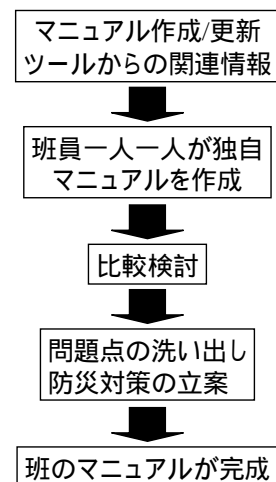 マニュアル作成/更新
ツールからの関連情報
班員一人一人が独自
マニュアルを作成
比較検討
問題点の洗い出し
防災対策の立案
班のマニュアルが完成